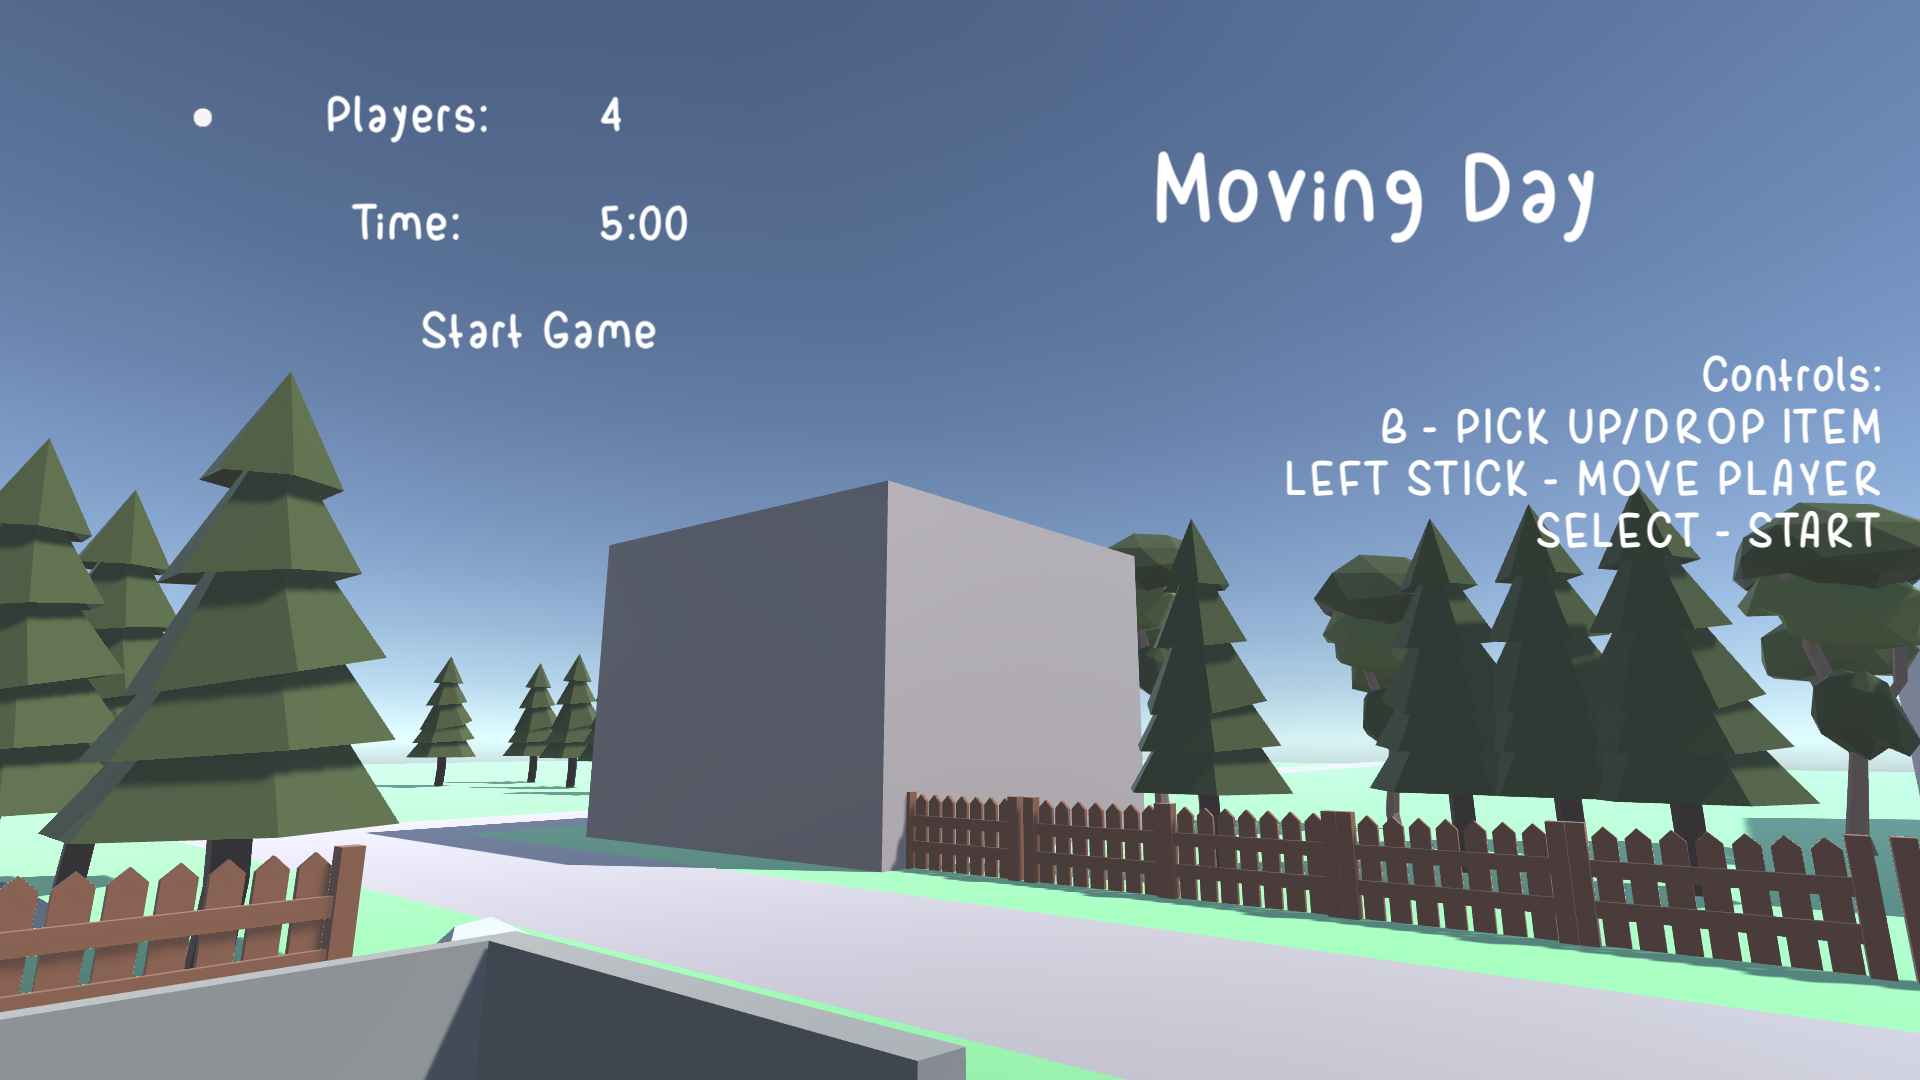 Players: 4
Time: 5:00
Start Game
Moving Day
Controls:
B - PICK UP/DROP ITEM
LEFT STICK - MOVE PLAYER
SELECT - START